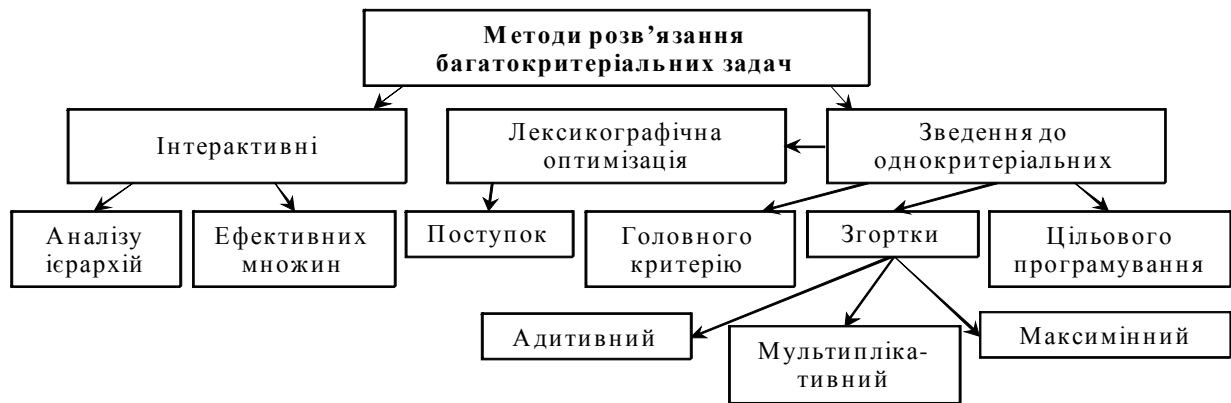 Методи розв’язання
багатокритеріальних задач
Інтерактивні
Лексикографічна
оптимізація
Зведення до
однокритеріальних
Аналізу
ієрархій
Ефективних
множин
Поступок
Головного
критерію
Згортки
Цільового
програмування
Адитивний
Мультипліка-
тивний
Максимінний